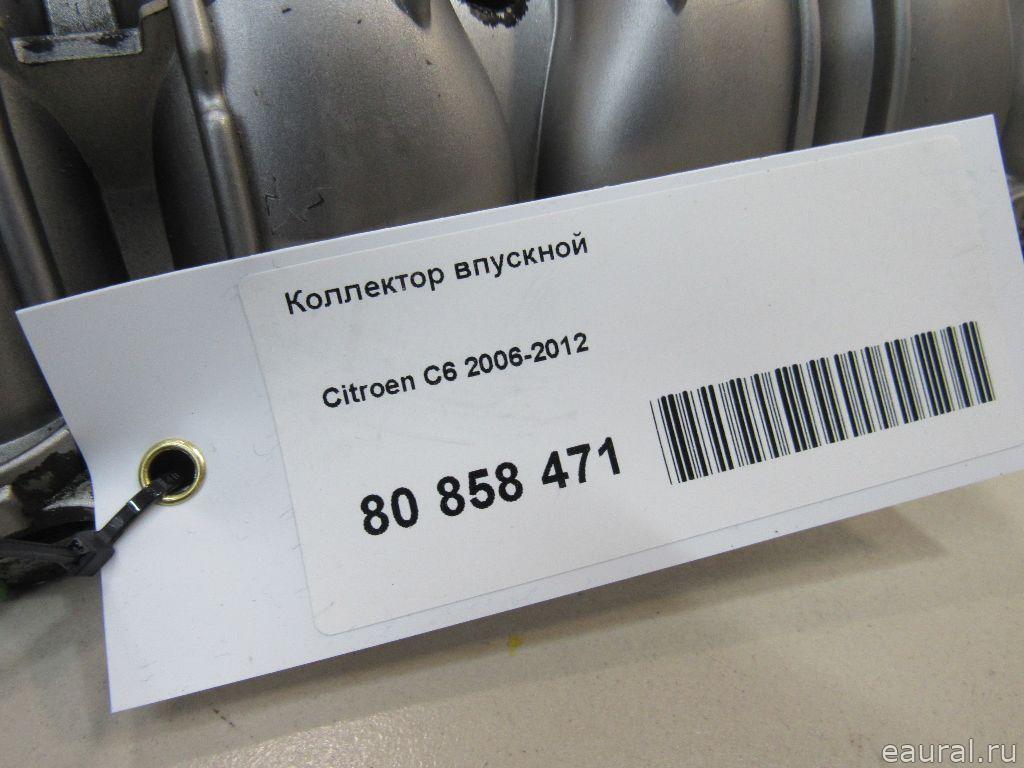 Коллектор впускной
Citroen C6 2006-2012
80 858 471
eaural.ru